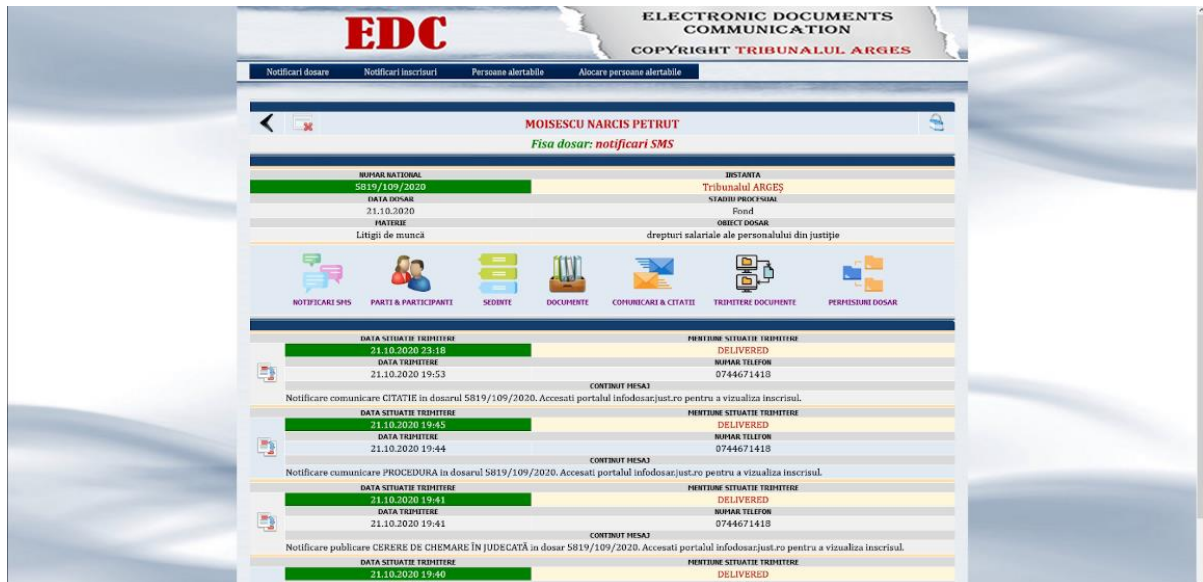 EDC
ELECTRONIC DOCUMENTS
COMMUNICATION
COPYRIGHT TRIBUNALUL ARGES
Notificari dosare Notificari inscrisuri Persoane alertabile Alocare persoane alertabile
MOISESCU NARCIS PETRUT
Fisa dosar: notificari SMS
NUMAR NATIONAL INSTANTA
5819/109/2020 Tribunalul ARGEŞ
DATA DOSAR STADIU PROCESUAL
21.10.2020 Fond
MATERIE OBIECT DOSAR
Litigii de muncă drepturi salariale ale personalului din justiţie
NOTIFICARI SMS PARTI & PARTICIPANTI SEDINTE DOCUMENTE COMUNICARI & CITATII TRIMITERE DOCUMENTE PERMISIUNI DOSAR
DATA SITUATIE TRIMITERE MENTIUNE SITUATIE TRIMITERE
21.10.2020 23:18 DELIVERED
DATA TRIMITERE NUMAR TELEFON
21.10.2020 19:53 0744671418
CONTINUT MESAJ
Notificare comunicare CITATIE in dosarul 5819/109/2020. Accesati portalul infodosar.just.ro pentru a vizualiza inscrisul.
DATA SITUATIE TRIMITERE MENTIUNE SITUATIE TRIMITERE
21.10.2020 19:45 DELIVERED
DATA TRIMITERE NUMAR TELEFON
21.10.2020 19:44 0744671418
CONTINUT MESAJ
Notificare cumunicare PROCEDURA in dosarul 5819/109/2020. Accesati portalul infodosar.just.ro pentru a vizualiza inscrisul.
DATA SITUATIE TRIMITERE MENTIUNE SITUATIE TRIMITERE
21.10.2020 19:41 DELIVERED
DATA TRIMITERE NUMAR TELEFON
21.10.2020 19:41 0744671418
CONTINUT MESAJ
Notificare publicare CERERE DE CHEMARE ÎN JUDECATĂ in dosar 5819/109/2020. Accesati portalul infodosar.just.ro pentru a vizualiza inscrisul.
DATA SITUATIE TRIMITERE MENTIUNE SITUATIE TRIMITERE
21.10.2020 19:40 DELIVERED